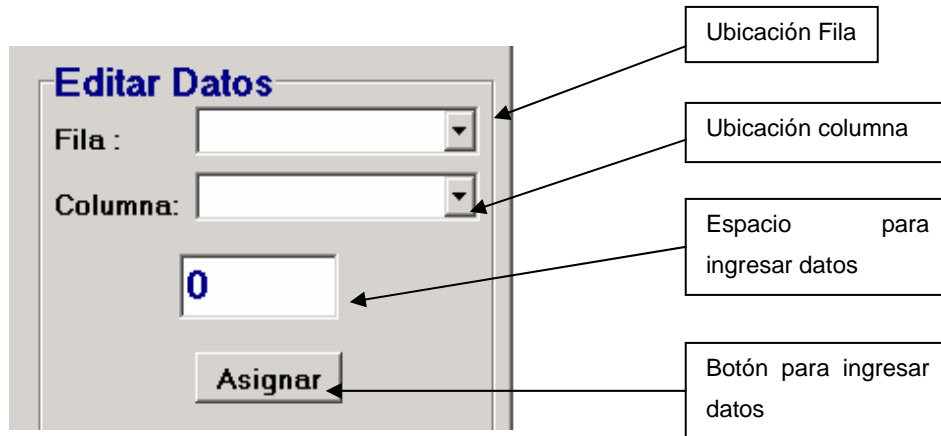 Ubicación Fila
Editar Datos
Fila :
Ubicación columna
Columna:
Espacio para
ingresar datos
0
Asignar
Botón para ingresar
datos